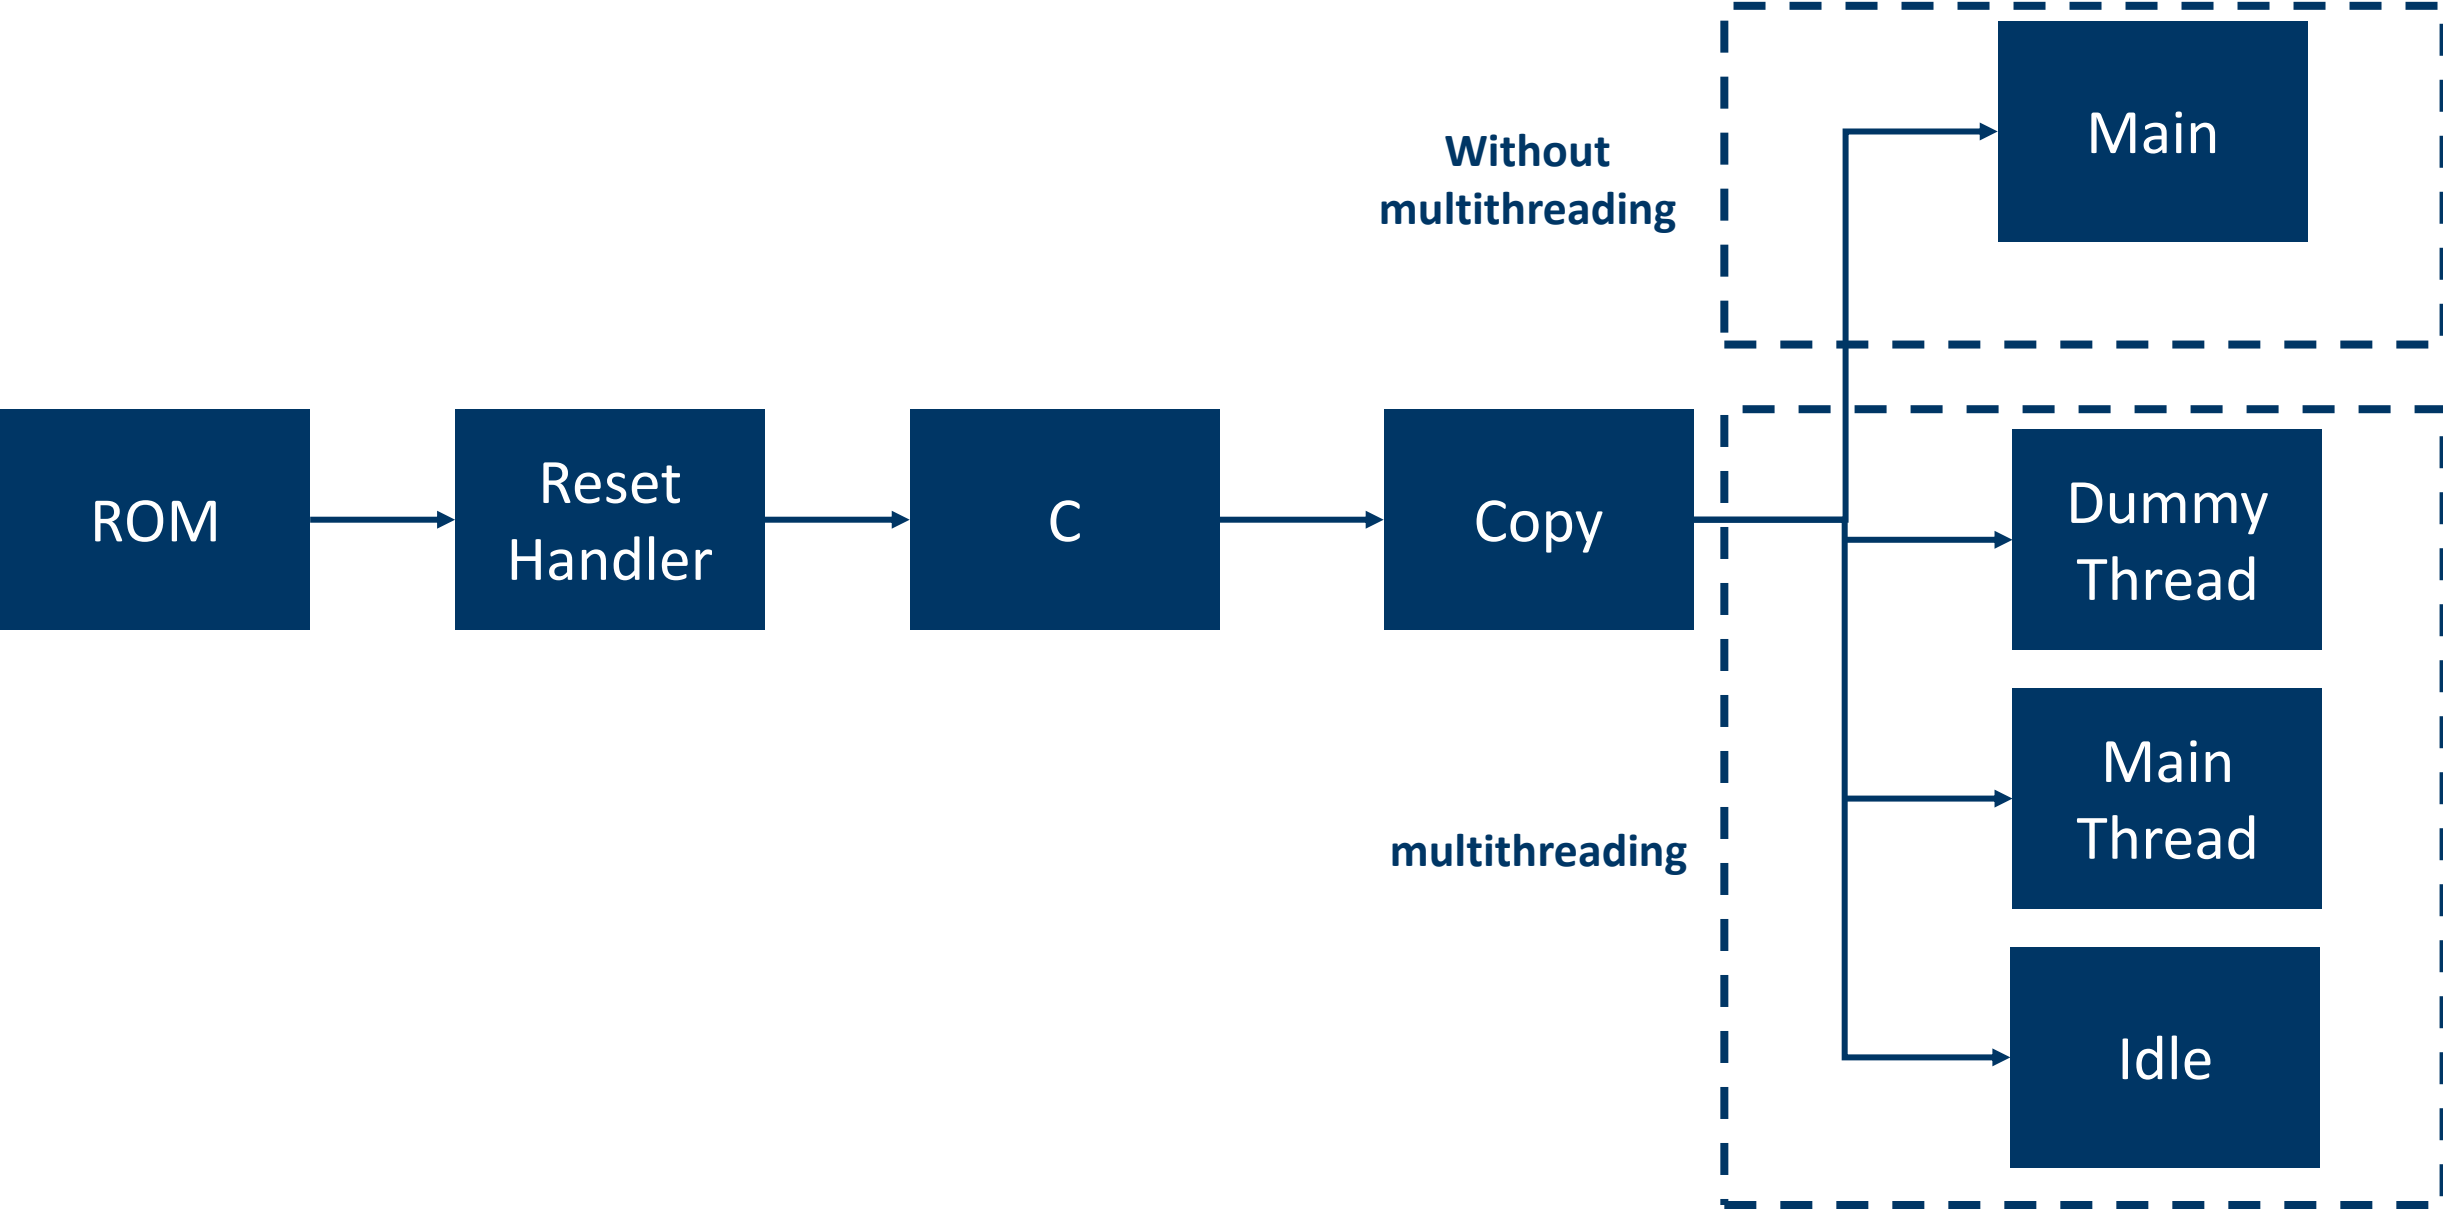 Main
Without
multithreading
ROM
Reset
Handler
C
Copy
Dummy
Thread
Main
Thread
multithreading
Idle